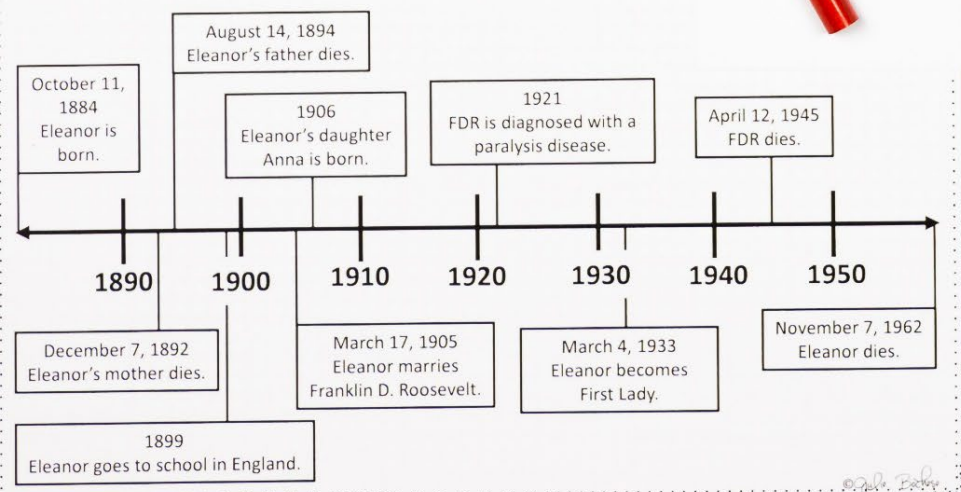 August 14, 1894
Eleanor's father dies.
October 11,
1884
Eleanor is
born.
1906
Eleanor's daughter
Anna is born.
1921
FDR is diagnosed with a
paralysis disease.
April 12, 1945
FDR dies.
1890
1900
1910
1920
1930
1940
1950
December 7, 1892
Eleanor's mother dies.
1899
Eleanor goes to school in England.
March 17, 1905
Eleanor marries
Franklin D. Roosevelt.
March 4, 1933
Eleanor becomes
First Lady.
November 7, 1962
Eleanor dies.